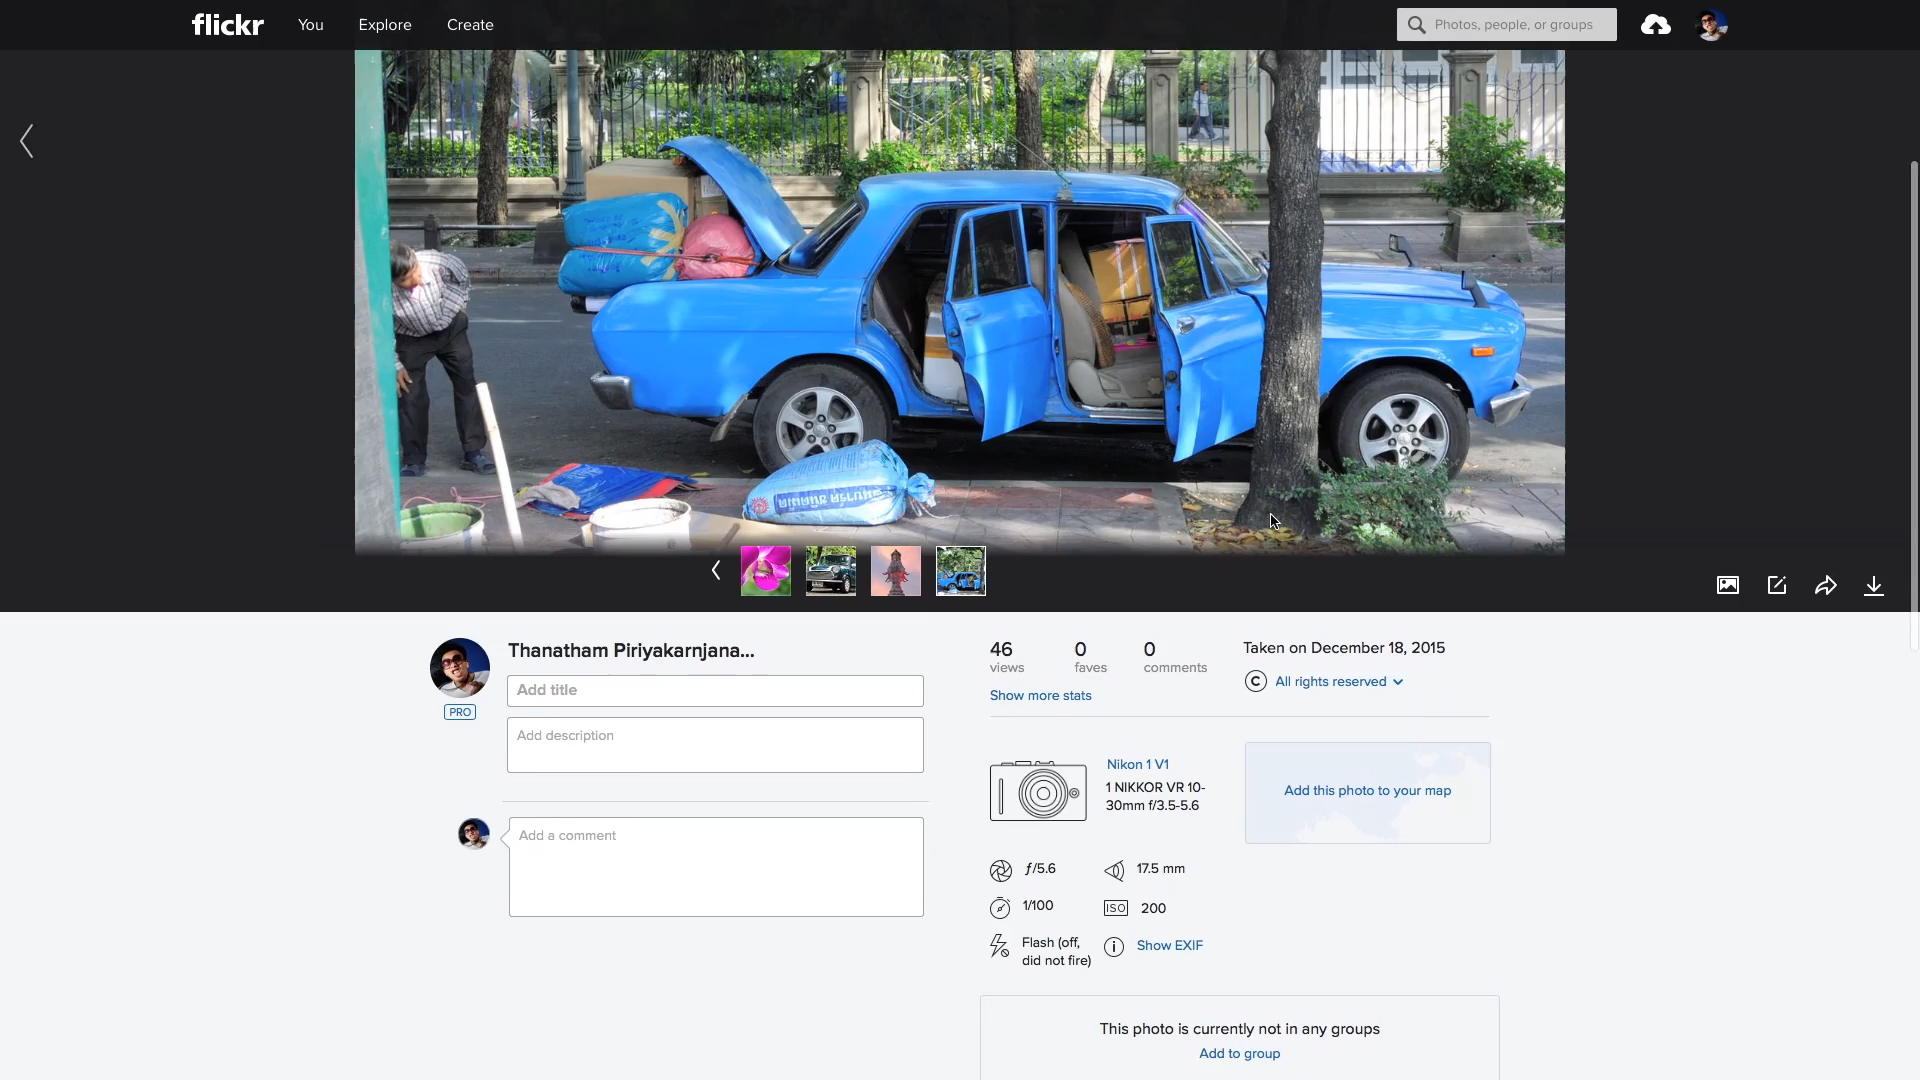 flickr
You
Explore
Create
Photos, people, or groups
Thanatham Piriyakarnjana...
PRO
Add title
Add description
Add a comment
46
views
0
faves
0
comments
Show more stats
Taken on December 18, 2015
All rights reserved
Nikon 1 V1
1 NIKKOR VR 10-
30mm f/3.5-5.6
Add this photo to your map
ƒ/5.6
17.5 mm
1/100
ISO
200
Flash (off,
did not fire)
Show EXIF
This photo is currently not in any groups
Add to group